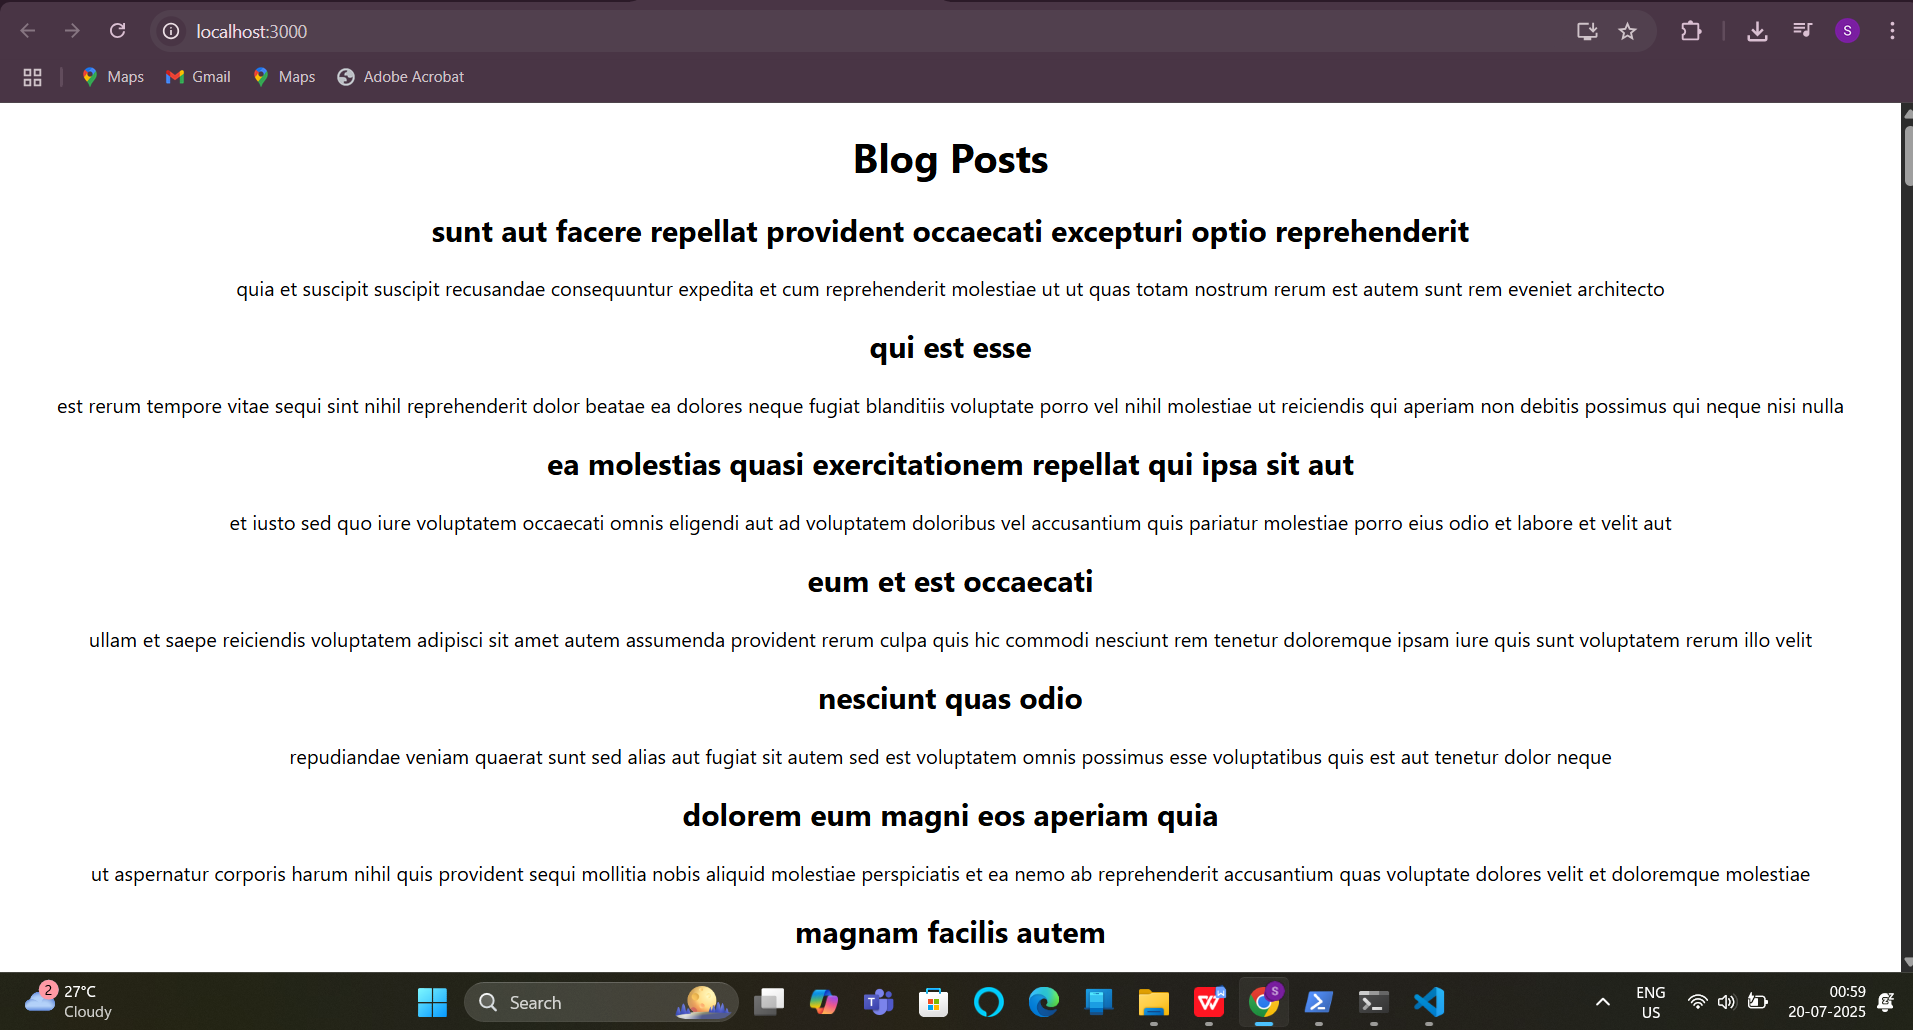 localhost:3000
S
Maps
Gmail
Maps
Adobe Acrobat
Blog Posts
sunt aut facere repellat provident occaecati excepturi optio reprehenderit
quia et suscipit suscipit recusandae consequuntur expedita et cum reprehenderit molestiae ut ut quas totam nostrum rerum est autem sunt rem eveniet architecto
qui est esse
est rerum tempore vitae sequi sint nihil reprehenderit dolor beatae ea dolores neque fugiat blanditiis voluptate porro vel nihil molestiae ut reiciendis qui aperiam non debitis possimus qui neque nisi nulla
ea molestias quasi exercitationem repellat qui ipsa sit aut
et iusto sed quo iure voluptatem occaecati omnis eligendi aut ad voluptatem doloribus vel accusantium quis pariatur molestiae porro eius odio et labore et velit aut
eum et est occaecati
ullam et saepe reiciendis voluptatem adipisci sit amet autem assumenda provident rerum culpa quis hic commodi nesciunt rem tenetur doloremque ipsam iure quis sunt voluptatem rerum illo velit
nesciunt quas odio
repudiandae veniam quaerat sunt sed alias aut fugiat sit autem sed est voluptatem omnis possimus esse voluptatibus quis est aut tenetur dolor neque
dolorem eum magni eos aperiam quia
ut aspernatur corporis harum nihil quis provident sequi mollitia nobis aliquid molestiae perspiciatis et ea nemo ab reprehenderit accusantium quas voluptate dolores velit et doloremque molestiae
magnam facilis autem
2
27°C
Cloudy
Search
S
ENG
US
00:59
20-07-2025